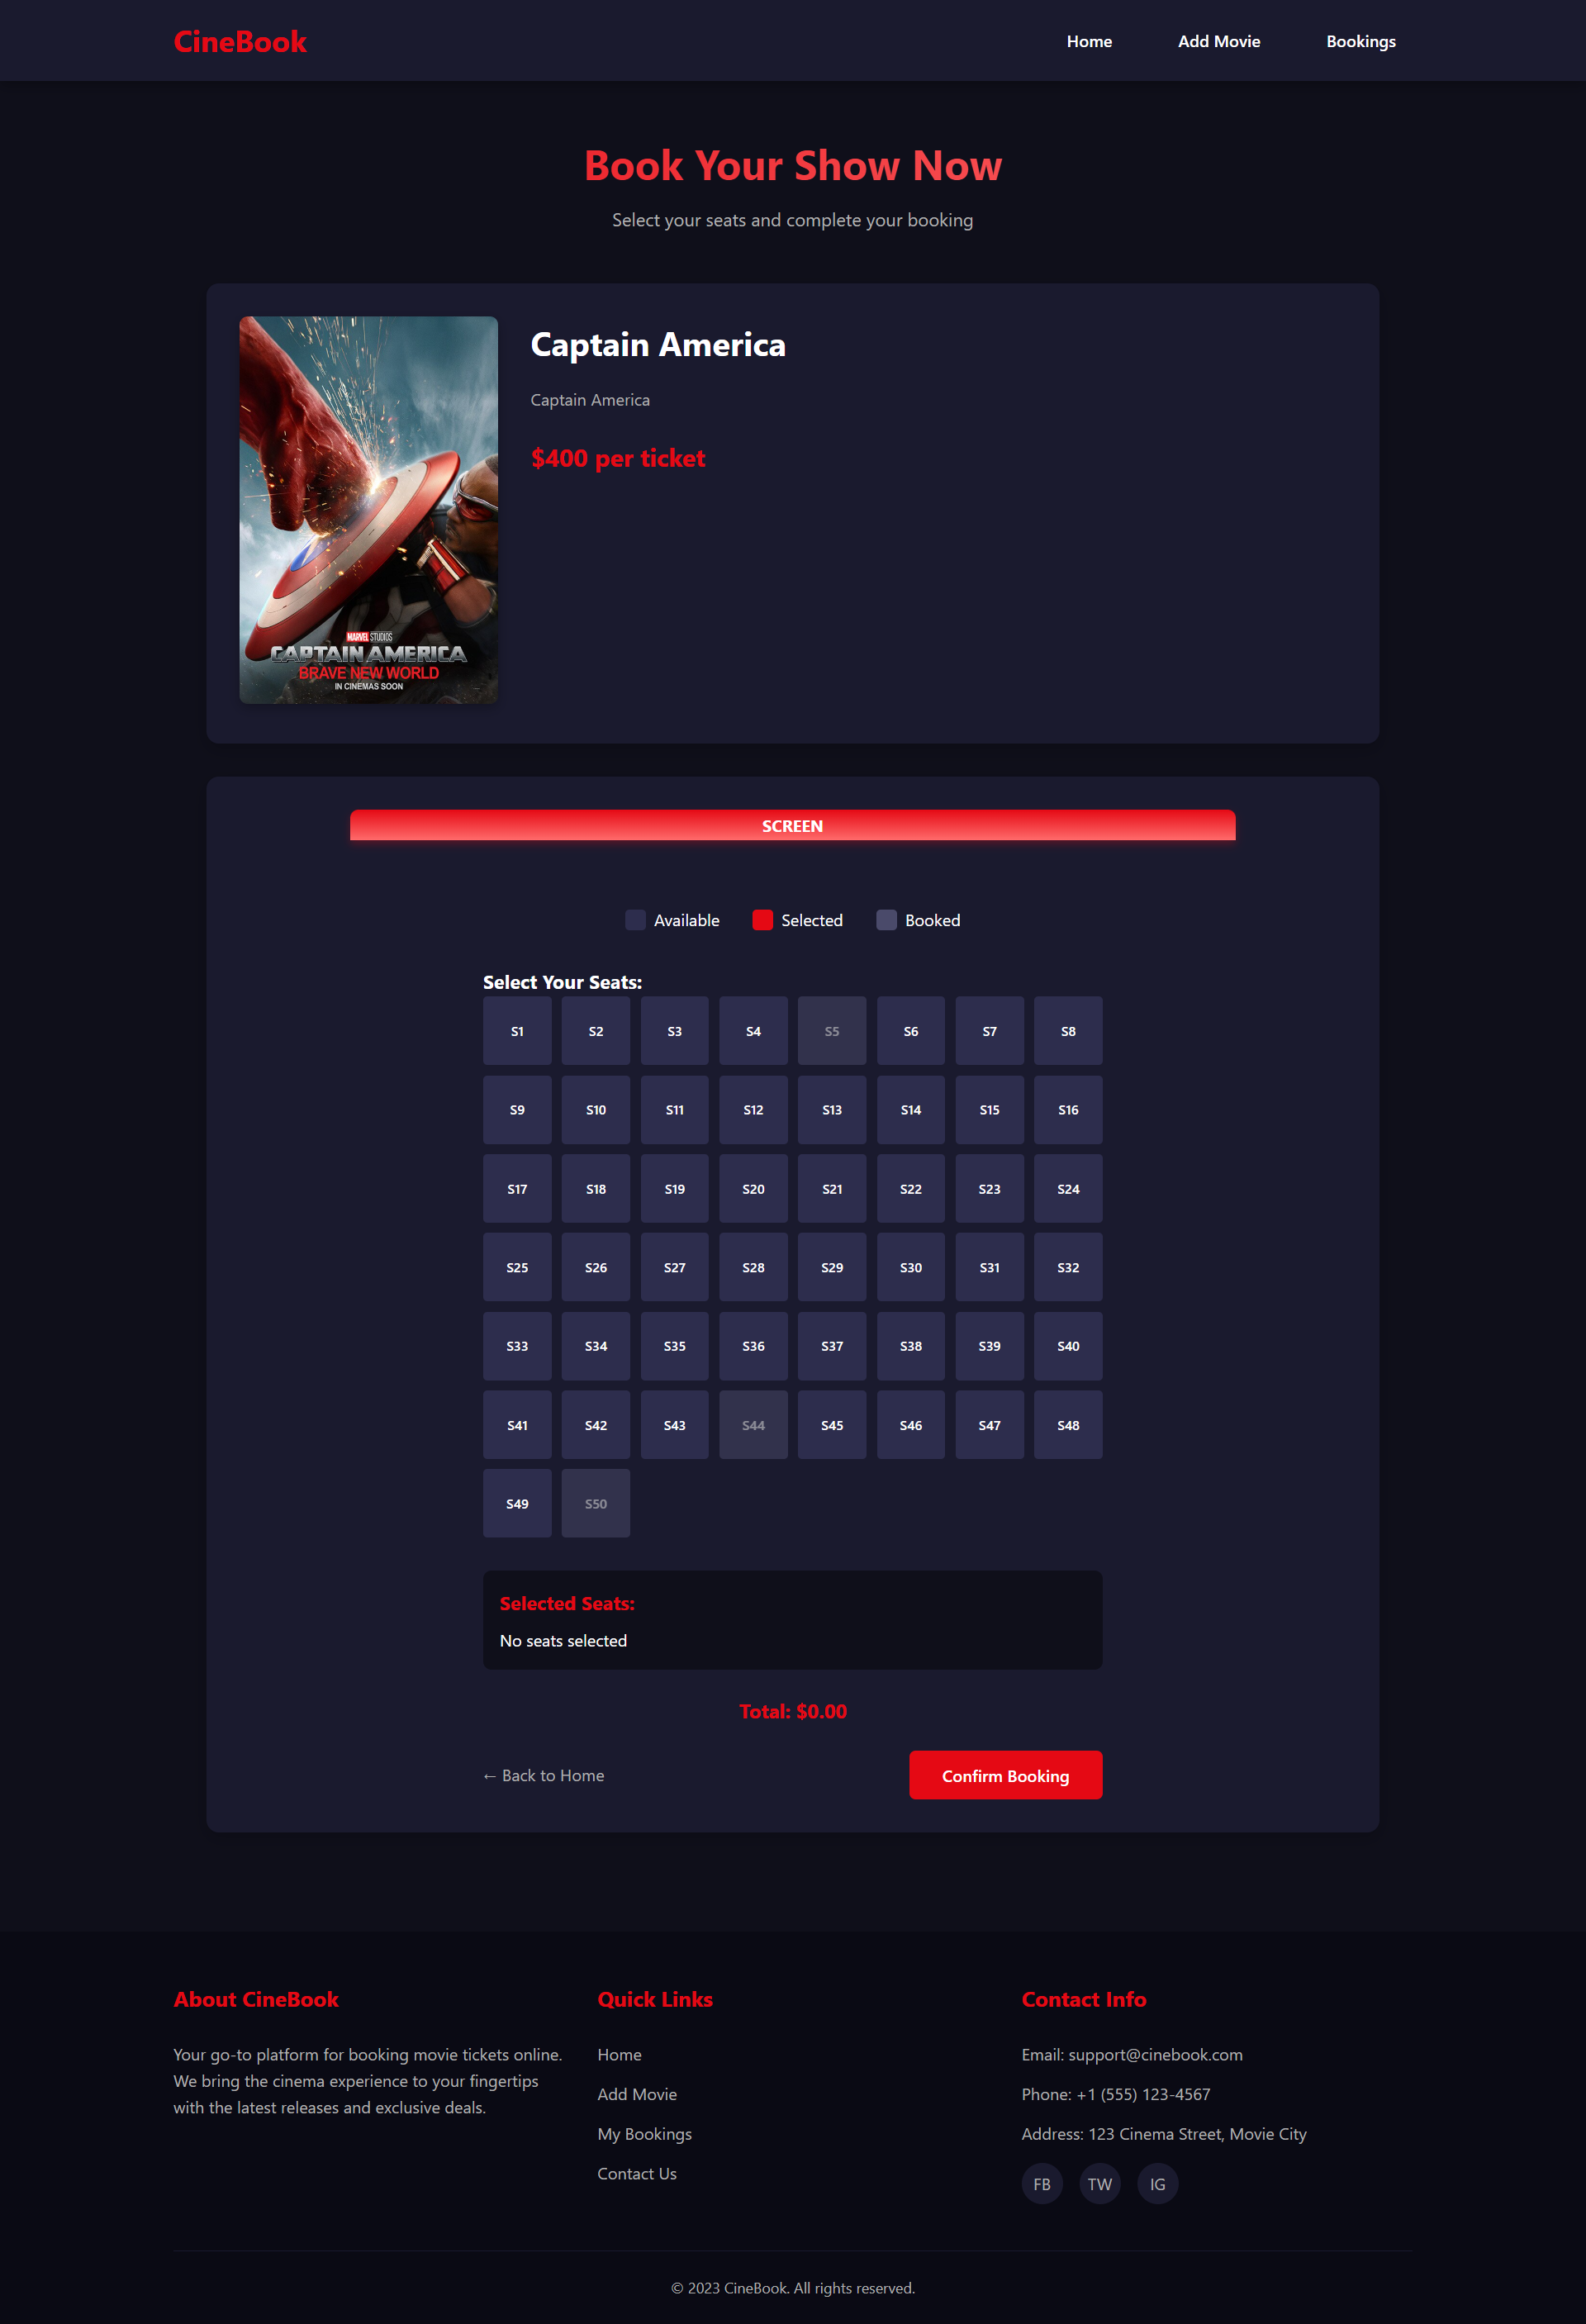 CineBook
Home Add Movie Bookings
Book Your Show Now
Select your seats and complete your booking
Captain America
Captain America
$400 per ticket
MARVEL STUDIOS
CAPTAIN AMERICA
BRAVE NEW WORLD
IN CINEMAS SOON
SCREEN
Available Selected Booked
Select Your Seats:
S1 S2 S3 S4 S5 S6 S7 S8
S9 S10 S11 S12 S13 S14 S15 S16
S17 S18 S19 S20 S21 S22 S23 S24
S25 S26 S27 S28 S29 S30 S31 S32
S33 S34 S35 S36 S37 S38 S39 S40
S41 S42 S43 S44 S45 S46 S47 S48
S49 S50
Selected Seats:
No seats selected
Total: $0.00
← Back to Home Confirm Booking
About CineBook
Your go-to platform for booking movie tickets online.
We bring the cinema experience to your fingertips
with the latest releases and exclusive deals.
Quick Links
Home
Add Movie
My Bookings
Contact Us
Contact Info
Email: support@cinebook.com
Phone: +1 (555) 123-4567
Address: 123 Cinema Street, Movie City
FB TW IG
© 2023 CineBook. All rights reserved.